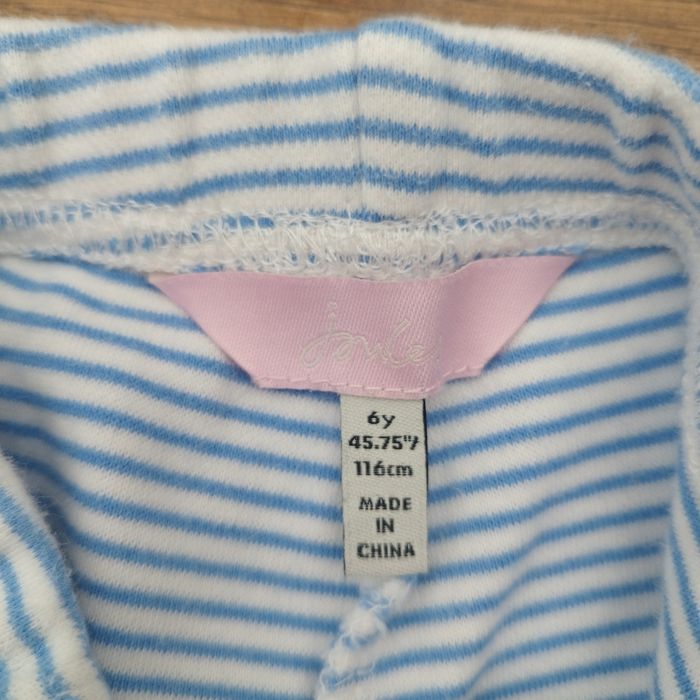 joules
6y
45.75"/
116cm
MADE
IN
CHINA